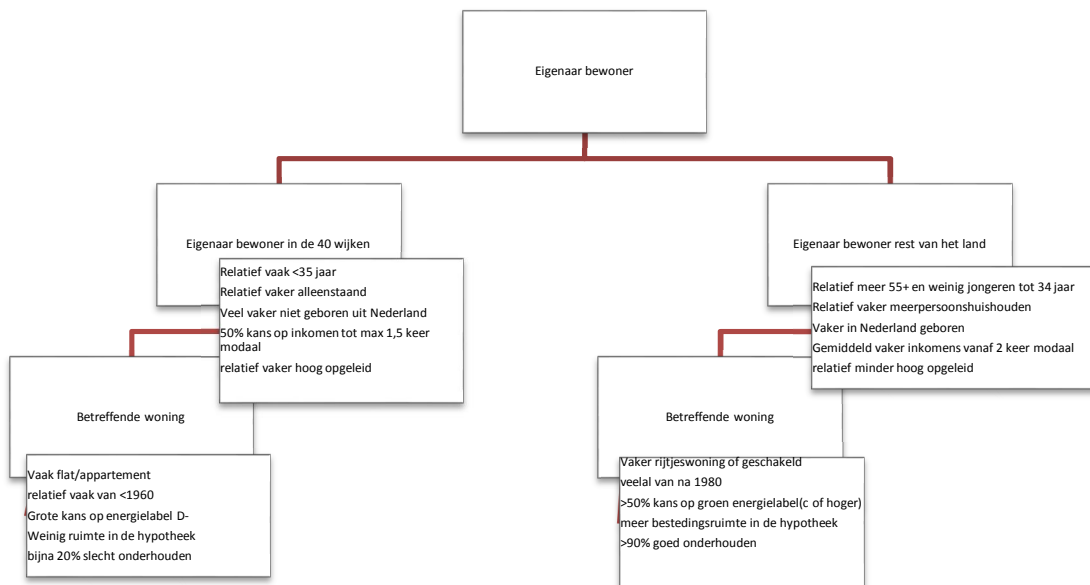 Eigenaar bewoner
Eigenaar bewoner in de 40 wijken
Relatief vaak <35 jaar
Relatief vaker alleenstaand
Veel vaker niet geboren uit Nederland
50% kans op inkomen tot max 1,5 keer
modaal
relatief vaker hoog opgeleid
Betreffende woning
Vaak flat/appartement
relatief vaak van <1960
Grote kans op energielabel D-
Weinig ruimte in de hypotheek
bijna 20% slecht onderhouden
Eigenaar bewoner rest van het land
Relatief meer 55+ en weinig jongeren tot 34 jaar
Relatief vaker meerpersoonshuishouden
Vaker in Nederland geboren
Gemiddeld vaker inkomens vanaf 2 keer modaal
relatief minder hoog opgeleid
Betreffende woning
Vaker rijtjeswoning of geschakeld
veelal van na 1980
>50% kans op groen energielabel(c of hoger)
meer bestedingsruimte in de hypotheek
>90% goed onderhouden